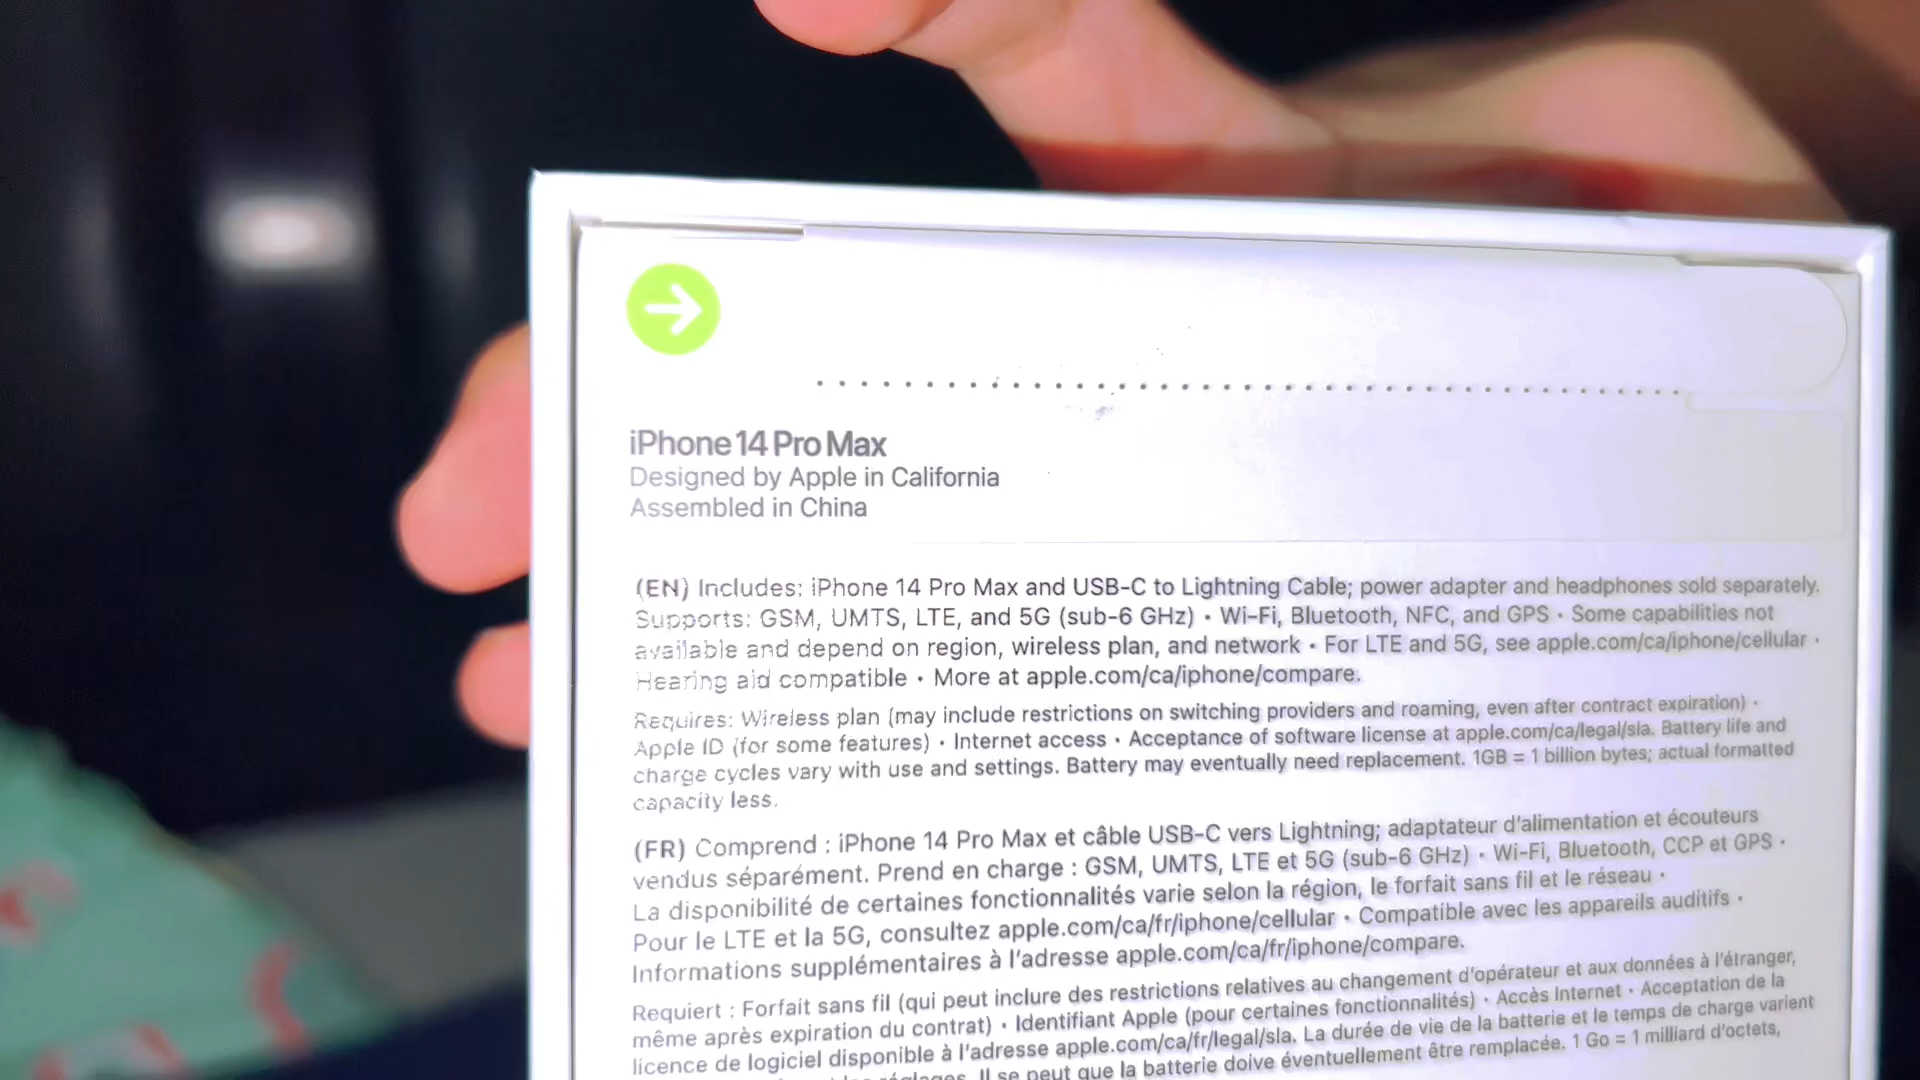 iPhone 14 Pro Max
Designed by Apple in California
Assembled in China
(EN) Includes: iPhone 14 Pro Max and USB-C to Lightning Cable; power adapter and headphones sold separately.
Supports: GSM, UMTS, LTE, and 5G (sub-6 GHz) • Wi-Fi, Bluetooth, NFC, and GPS • Some capabilities not
available and depend on region, wireless plan, and network • For LTE and 5G, see apple.com/ca/iphone/cellular •
Hearing aid compatible • More at apple.com/ca/iphone/compare.
Requires: Wireless plan (may include restrictions on switching providers and roaming, even after contract expiration) •
Apple ID (for some features) • Internet access • Acceptance of software license at apple.com/ca/legal/sla. Battery life and
charge cycles vary with use and settings. Battery may eventually need replacement. 1GB = 1 billion bytes; actual formatted
capacity less.
(FR) Comprend : iPhone 14 Pro Max et câble USB-C vers Lightning; adaptateur d'alimentation et écouteurs
vendus séparément. Prend en charge : GSM, UMTS, LTE et 5G (sub-6 GHz) • Wi-Fi, Bluetooth, CCP et GPS •
La disponibilité de certaines fonctionnalités varie selon la région, le forfait sans fil et le réseau •
Pour le LTE et la 5G, consultez apple.com/ca/fr/iphone/cellular • Compatible avec les appareils auditifs •
Informations supplémentaires à l'adresse apple.com/ca/fr/iphone/compare.
Requiert : Forfait sans fil (qui peut inclure des restrictions relatives au changement d'opérateur et aux données à l'étranger,
même après expiration du contrat) • Identifiant Apple (pour certaines fonctionnalités) • Accès Internet • Acceptation de la
licence de logiciel disponible à l'adresse apple.com/ca/fr/legal/sla. La durée de vie de la batterie et le temps de charge varient
réglages. Il se peut que la batterie doive éventuellement être remplacée. 1 Go = 1 milliard d'octets,